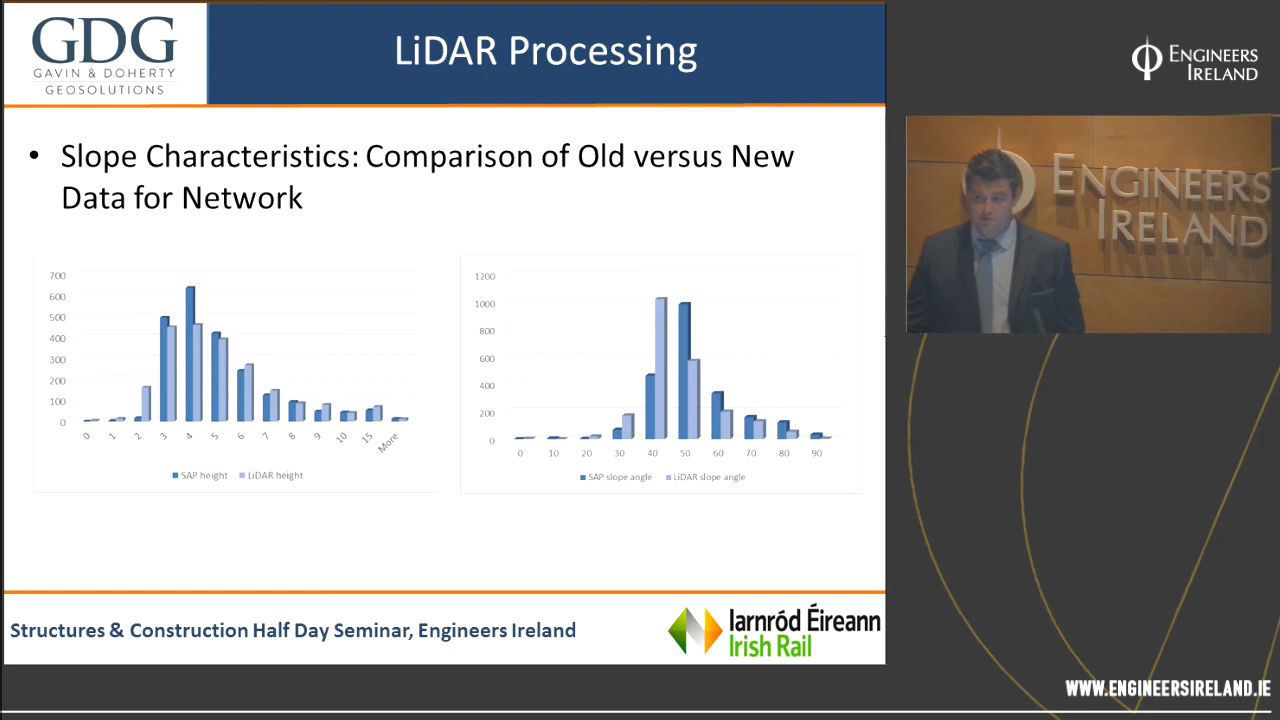 GDG
GAVIN & DOHERTY
GEOSOLUTIONS
LiDAR Processing
ENGINEERS
IRELAND
• Slope Characteristics: Comparison of Old versus New
Data for Network
ENGINEERS
IRELAND
700
600
500
400
300
200
100
0
0 1 2 3 4 5 6 7 8 9 10 15 More
SAP height LiDAR height
1200
1000
800
600
400
200
0
0 10 20 30 40 50 60 70 80 90
SAP slope angle LiDAR slope angle
Structures & Construction Half Day Seminar, Engineers Ireland
Iarnród Éireann
Irish Rail
WWW.ENGINEERSIRELAND.IE